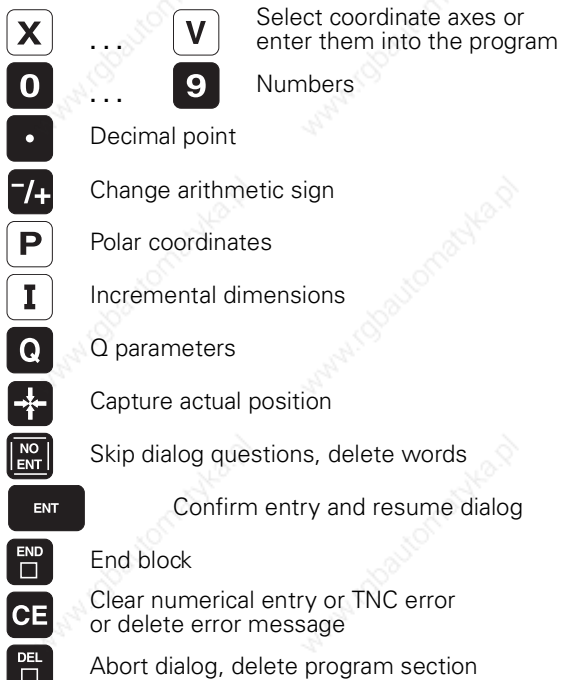 X ... V Select coordinate axes or
enter them into the program
0 ... 9 Numbers
• Decimal point
−/+ Change arithmetic sign
P Polar coordinates
I Incremental dimensions
Q Q parameters
Capture actual position
NO
ENT Skip dialog questions, delete words
ENT Confirm entry and resume dialog
END
□ End block
CE Clear numerical entry or TNC error
or delete error message
DEL
□ Abort dialog, delete program section
www.rgbautomatyka.pl